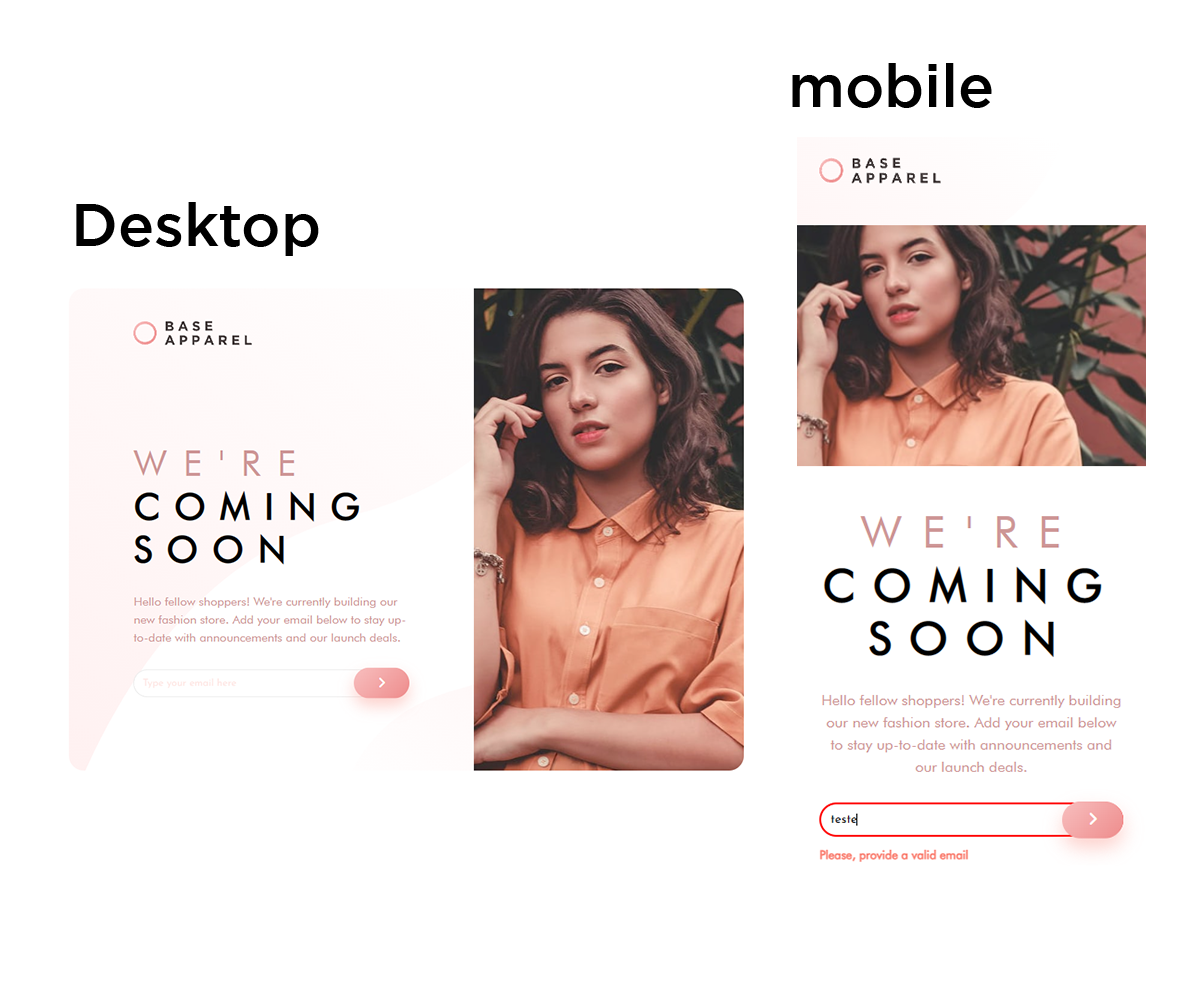 Desktop
BASE
APPAREL
WE'RE
COMING
SOON
Hello fellow shoppers! We're currently building our
new fashion store. Add your email below to stay up-
to-date with announcements and our launch deals.
Type your email here
mobile
BASE
APPAREL
WE'RE
COMING
SOON
Hello fellow shoppers! We're currently building
our new fashion store. Add your email below
to stay up-to-date with announcements and
our launch deals.
teste
Please, provide a valid email